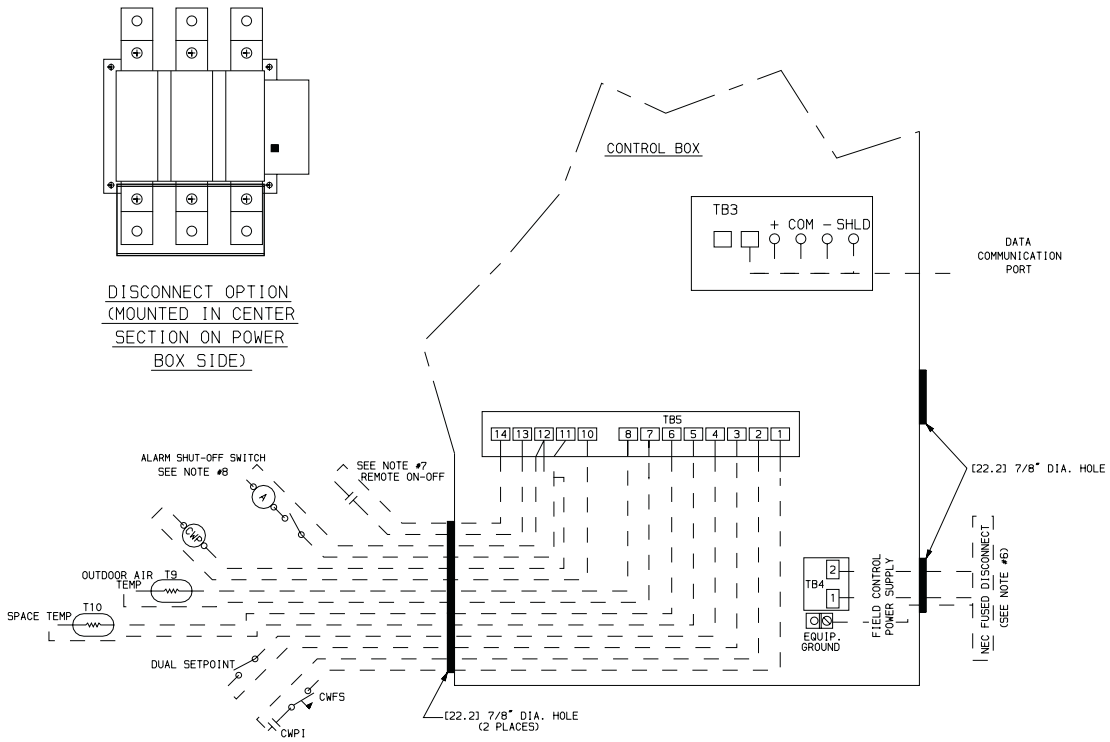 CONTROL BOX
TB3
+ COM - SHLD
DATA
COMMUNICATION
PORT
DISCONNECT OPTION
(MOUNTED IN CENTER
SECTION ON POWER
BOX SIDE)
TB5
14 13 12 11 10 8 7 6 5 4 3 2 1
ALARM SHUT-OFF SWITCH
SEE NOTE #8
SEE NOTE #7
REMOTE ON-OFF
A
CWP
[22.2] 7/8" DIA. HOLE
OUTDOOR AIR
TEMP
T9
SPACE TEMP
T10
TB4
2
1
FIELD CONTROL
POWER SUPPLY
NEC FUSED DISCONNECT
(SEE NOTE #6)
EQUIP.
GROUND
DUAL SETPOINT
CWFS
CWPI
[22.2] 7/8" DIA. HOLE
(2 PLACES)